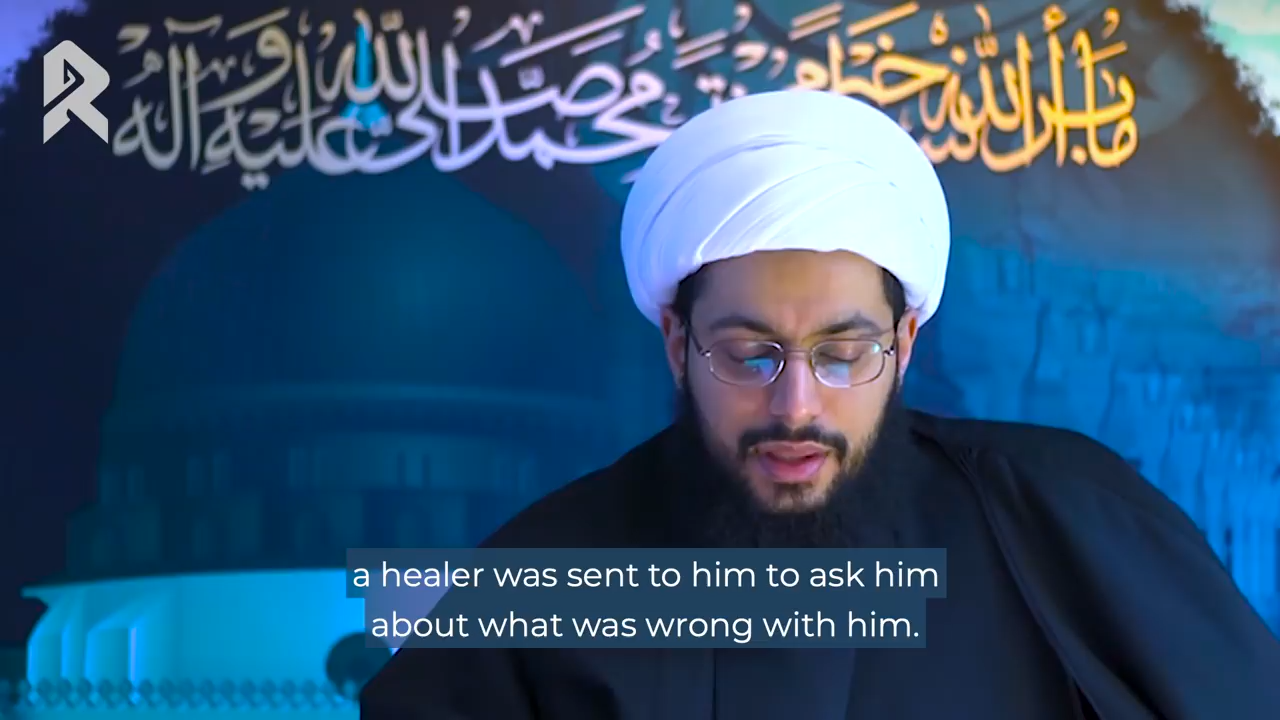 محمد صلى الله عليه وآله
a healer was sent to him to ask him
about what was wrong with him.